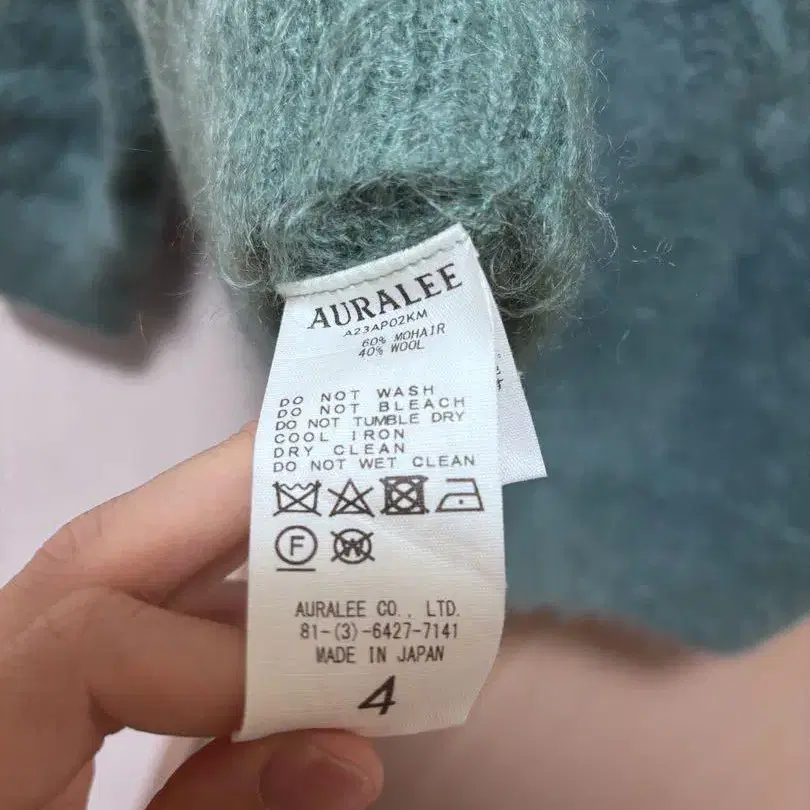 AURALEE
A23AP02KM
60% MOHAIR
40% WOOL
DO NOT WASH
DO NOT BLEACH
DO NOT TUMBLE DRY
COOL IRON
DRY CLEAN
DO NOT WET CLEAN
F
W
AURALEE CO., LTD.
81-(3)-6427-7141
MADE IN JAPAN
4